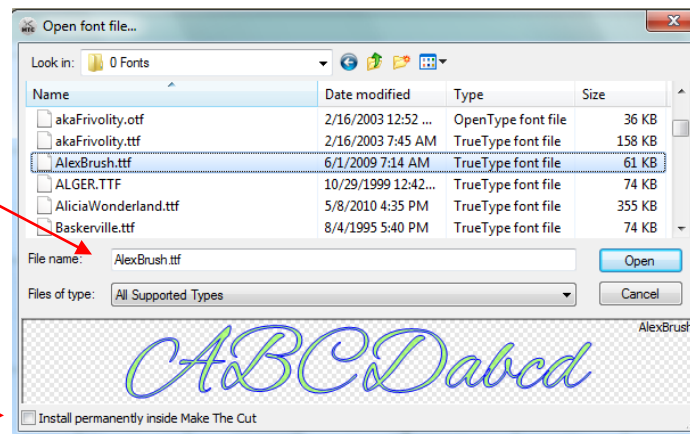 MTC Open font file...
Look in: 0 Fonts
Name Date modified Type Size
akaFrivolity.otf 2/16/2003 12:52 ... OpenType font file 36 KB
akaFrivolity.ttf 2/16/2003 7:45 AM TrueType font file 158 KB
AlexBrush.ttf 6/1/2009 7:14 AM TrueType font file 61 KB
ALGER.TTF 10/29/1999 12:42... TrueType font file 74 KB
AliciaWonderland.ttf 5/8/2010 4:35 PM TrueType font file 355 KB
Baskerville.ttf 8/4/1995 5:40 PM TrueType font file 74 KB
File name: AlexBrush.ttf Open
Files of type: All Supported Types Cancel
AlexBrush
ABCDabcd
Install permanently inside Make The Cut